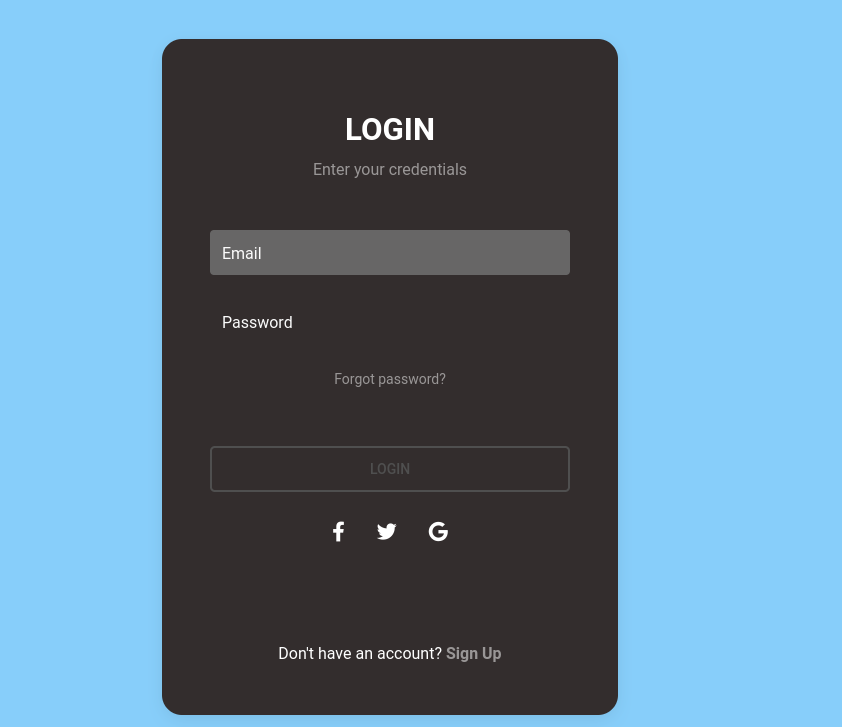 LOGIN
Enter your credentials
Email
Password
Forgot password?
LOGIN
Don't have an account? Sign Up